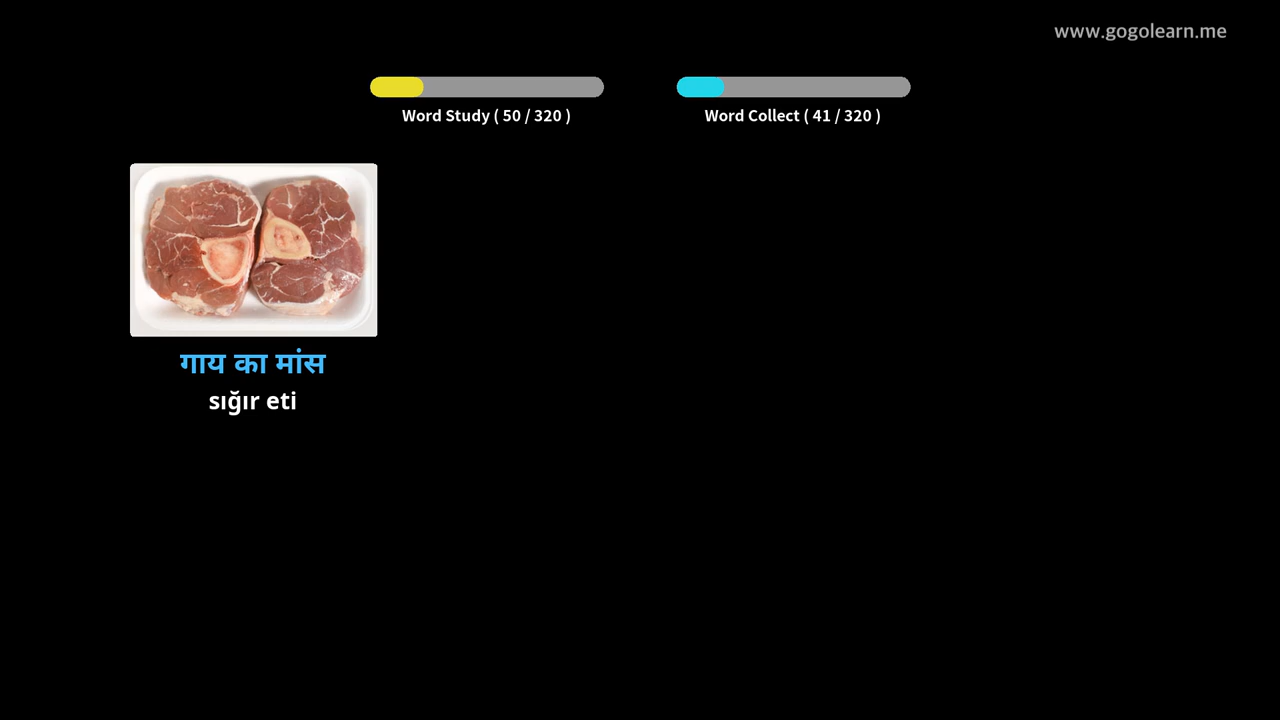 www.gogolearn.me
Word Study ( 50 / 320 )
Word Collect ( 41 / 320 )
गाय का मांस
sığır eti